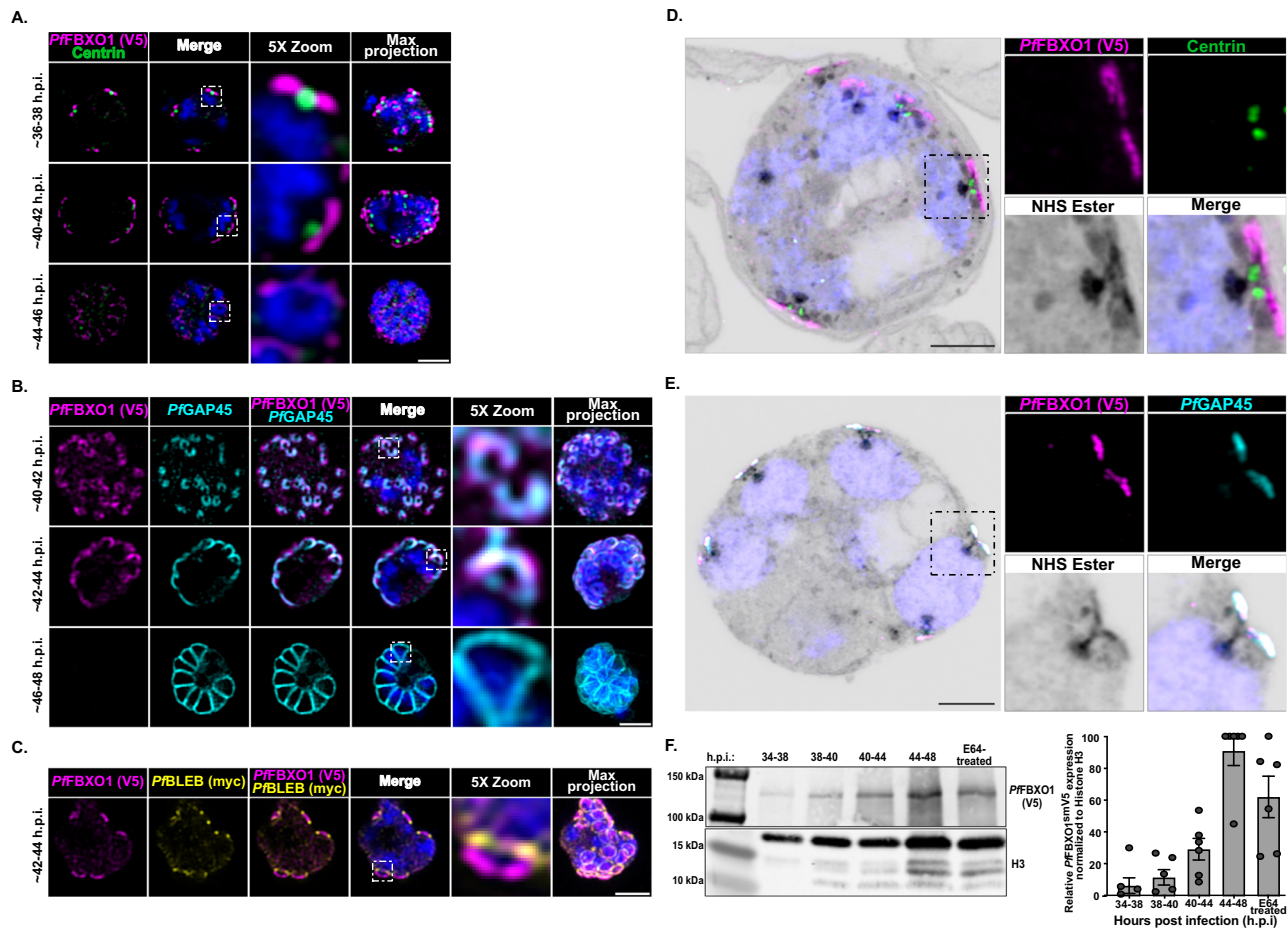 A.
PfFBXO1 (V5)
Centrin
Merge
5X Zoom
Max
projection
~36-38 h.p.i.
~40-42 h.p.i.
~44-46 h.p.i.
B.
PfFBXO1 (V5)
PfGAP45
PfFBXO1 (V5)
PfGAP45
Merge
5X Zoom
Max
projection
~40-42 h.p.i.
~42-44 h.p.i.
~46-48 h.p.i.
C.
PfFBXO1 (V5)
PfBLEB (myc)
PfFBXO1 (V5)
PfBLEB (myc)
Merge
5X Zoom
Max
projection
~42-44 h.p.i.
D.
PfFBXO1 (V5)
Centrin
NHS Ester
Merge
E.
PfFBXO1 (V5)
PfGAP45
NHS Ester
Merge
F.
h.p.i.:
34-38
38-40
40-44
44-48
E64-
treated
150 kDa
100 kDa
15 kDa
10 kDa
PfFBXO1
(V5)
H3
Relative PfFBXO1smV5 expression
normalized to Histone H3
100
80
60
40
20
0
34-38
38-40
40-44
44-48
E64
treated
Hours post infection (h.p.i)